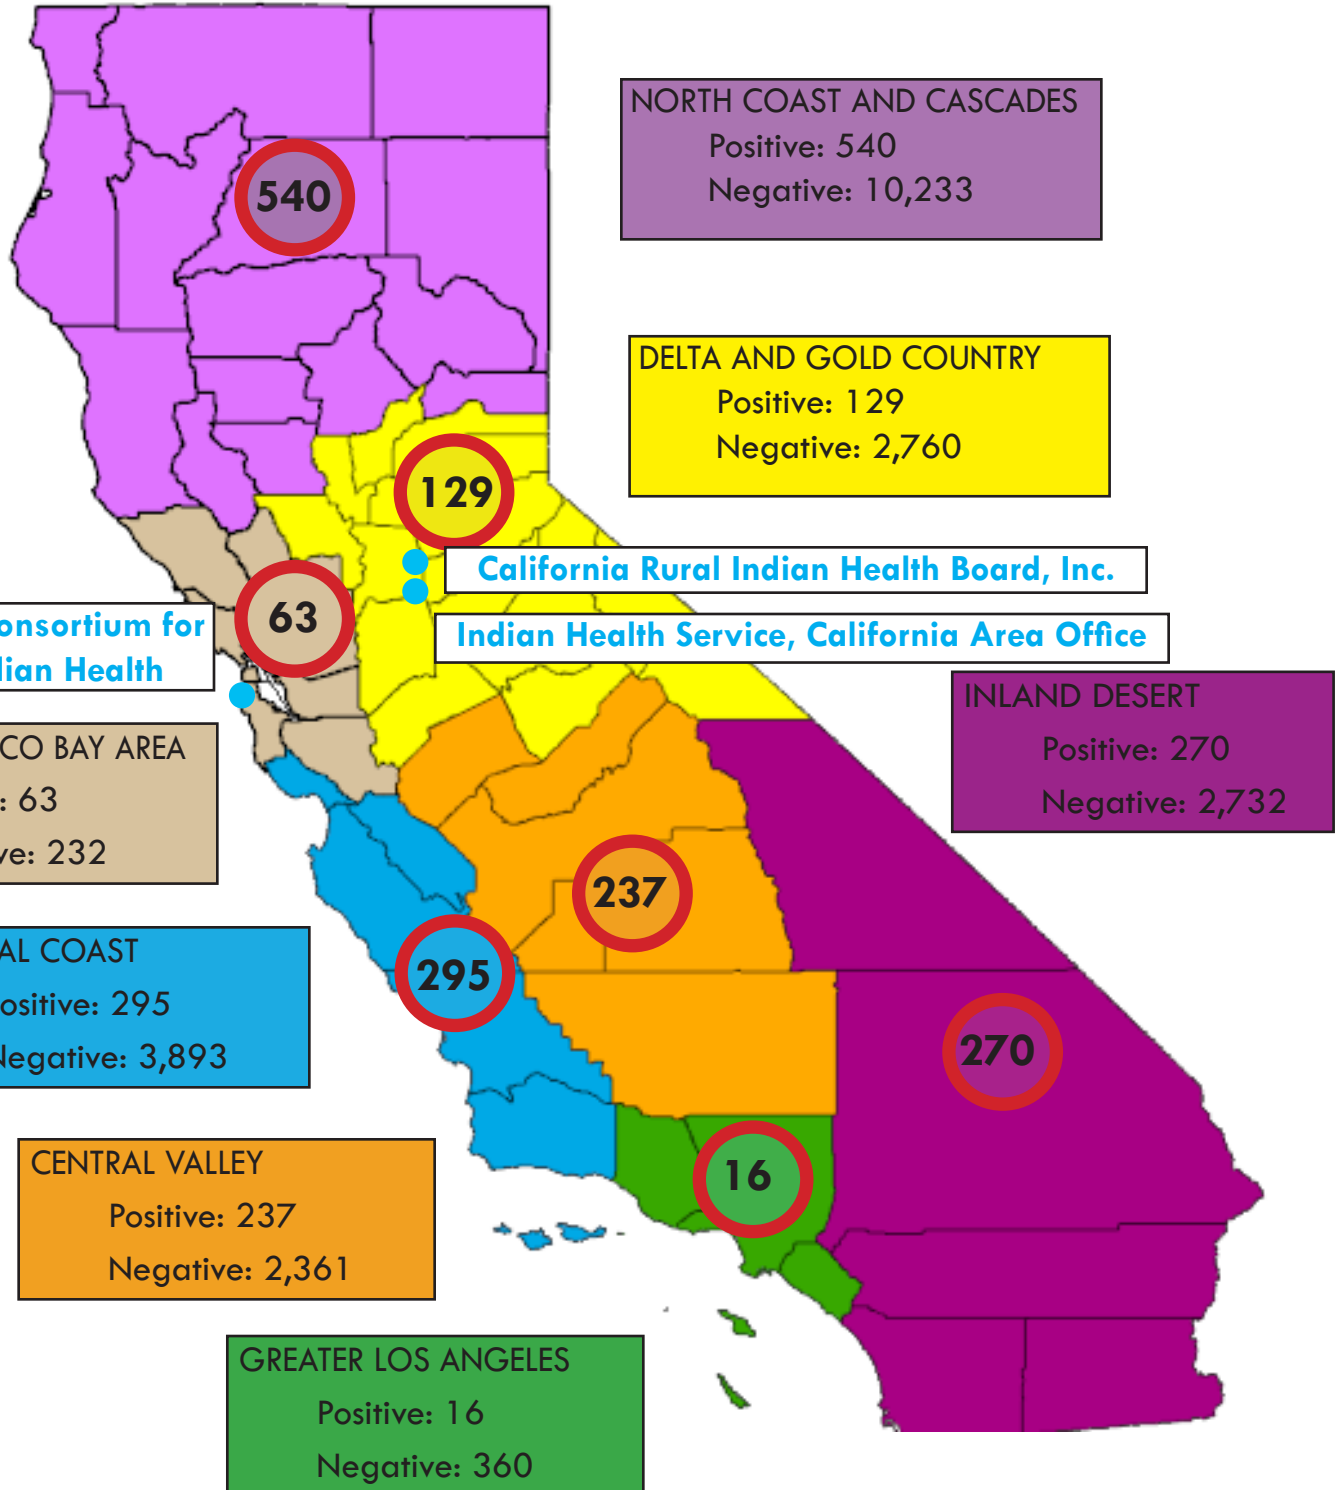 NORTH COAST AND CASCADES
Positive: 540
Negative: 10,233
540
DELTA AND GOLD COUNTRY
Positive: 129
Negative: 2,760
129
California Rural Indian Health Board, Inc.
63
onsortium for
Indian Health Service, California Area Office
dian Health
INLAND DESERT
Positive: 270
Negative: 2,732
CO BAY AREA
: 63
ve: 232
237
AL COAST
ositive: 295
Negative: 3,893
295
270
CENTRAL VALLEY
Positive: 237
Negative: 2,361
16
GREATER LOS ANGELES
Positive: 16
Negative: 360